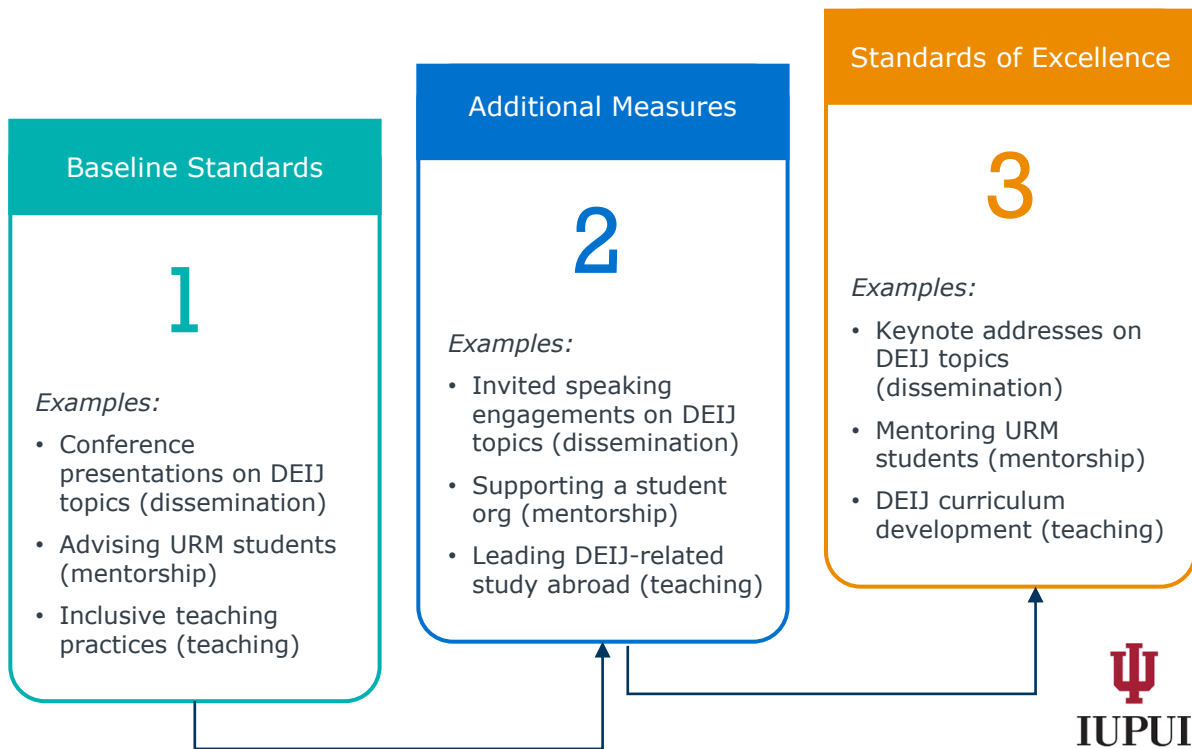 Baseline Standards
1
Examples:
• Conference
presentations on DEIJ
topics (dissemination)
• Advising URM students
(mentorship)
• Inclusive teaching
practices (teaching)
Additional Measures
2
Examples:
• Invited speaking
engagements on DEIJ
topics (dissemination)
• Supporting a student
org (mentorship)
• Leading DEIJ-related
study abroad (teaching)
Standards of Excellence
3
Examples:
• Keynote addresses on
DEIJ topics
(dissemination)
• Mentoring URM
students (mentorship)
• DEIJ curriculum
development (teaching)
IUPUI